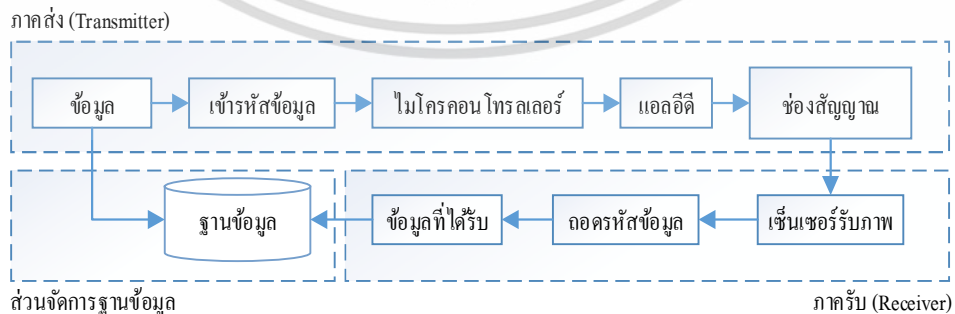 ภาคส่ง (Transmitter)
ข้อมูล
เข้ารหัสข้อมูล
ไมโครคอนโทรลเลอร์
แอลอีดี
ช่องสัญญาณ
ฐานข้อมูล
ข้อมูลที่ได้รับ
ถอดรหัสข้อมูล
เซ็นเซอร์รับภาพ
ส่วนจัดการฐานข้อมูล
ภาครับ (Receiver)